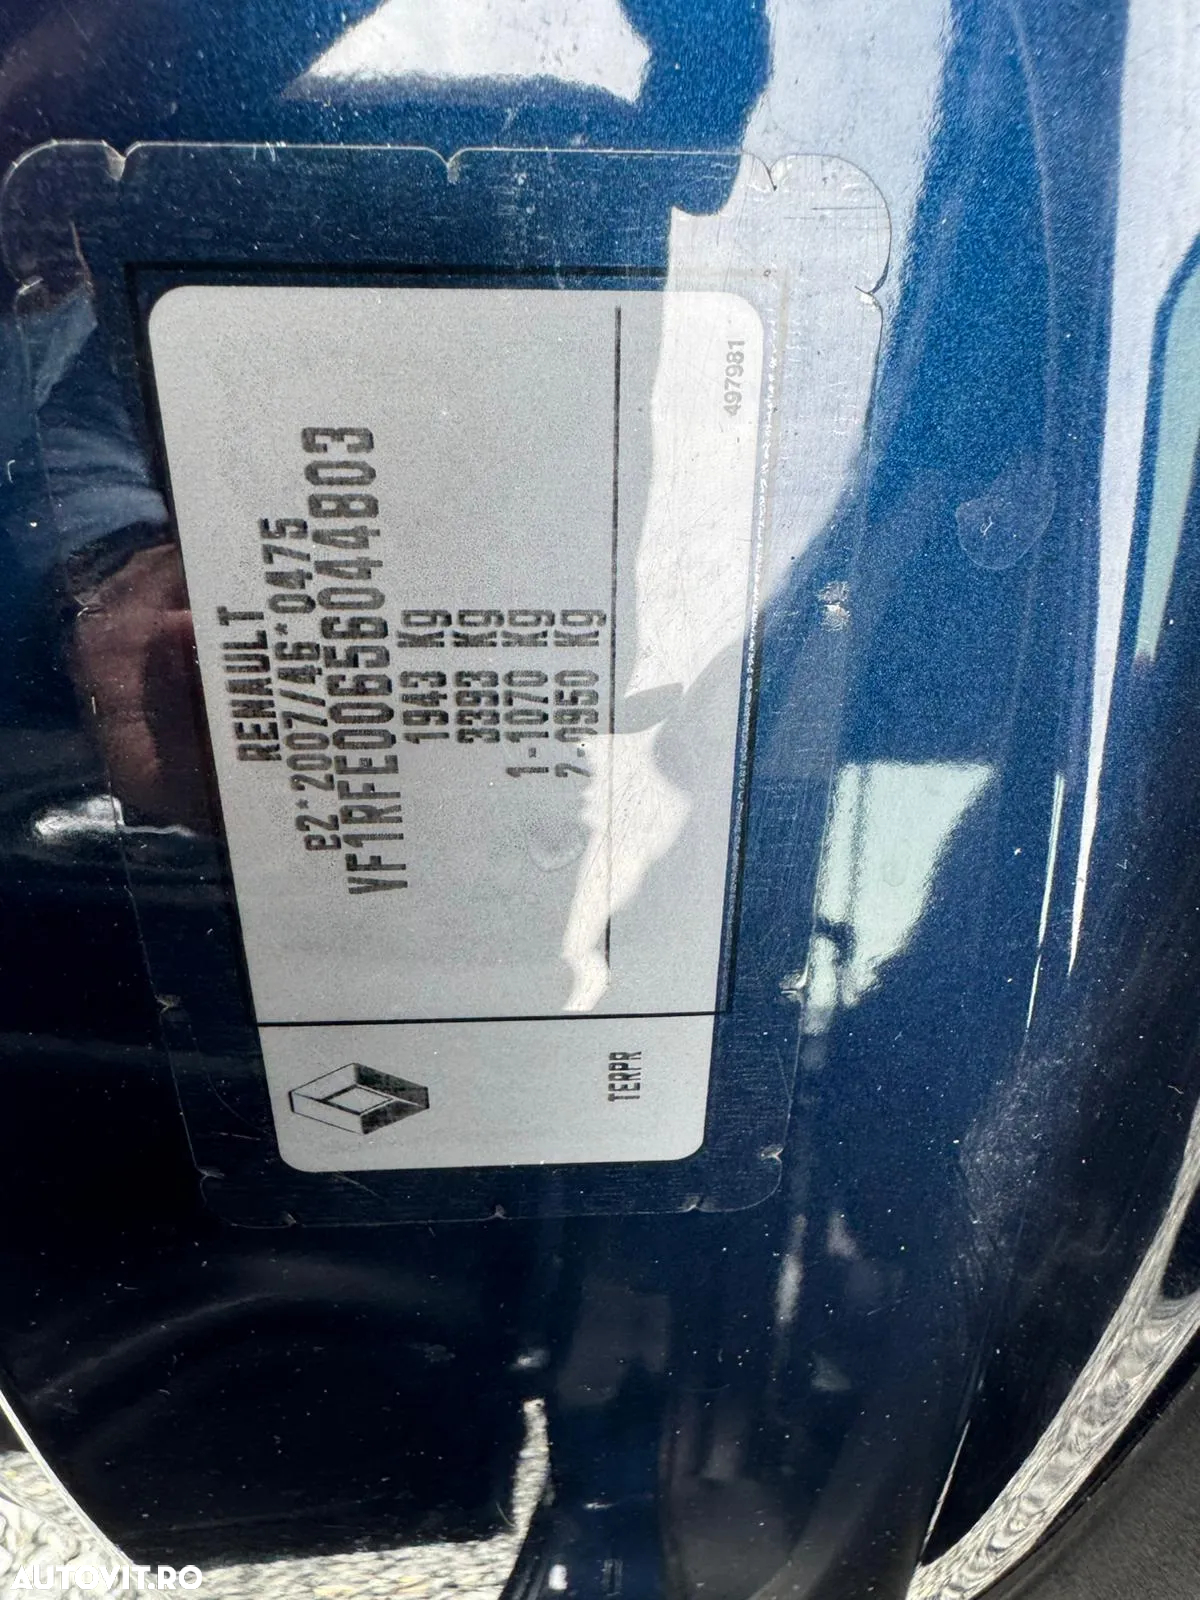 RENAULT
e2*2007/46*0475
VF1RFE00656044803
1943 Kg
3393 Kg
1-1070 Kg
2-0950 Kg
497981
TERPR
AUTOVIT.RO